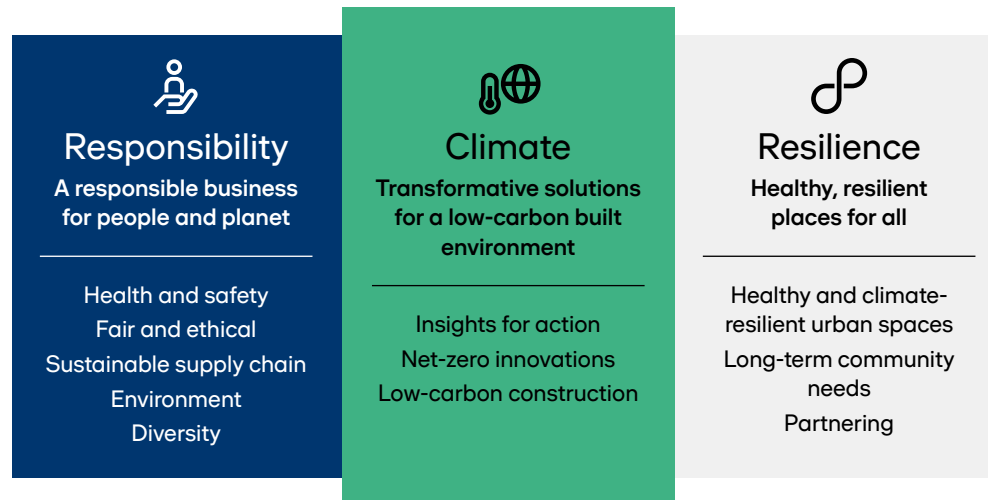 Responsibility
A responsible business
for people and planet
Health and safety
Fair and ethical
Sustainable supply chain
Environment
Diversity
Climate
Transformative solutions
for a low-carbon built
environment
Insights for action
Net-zero innovations
Low-carbon construction
Resilience
Healthy, resilient
places for all
Healthy and climate-
resilient urban spaces
Long-term community
needs
Partnering